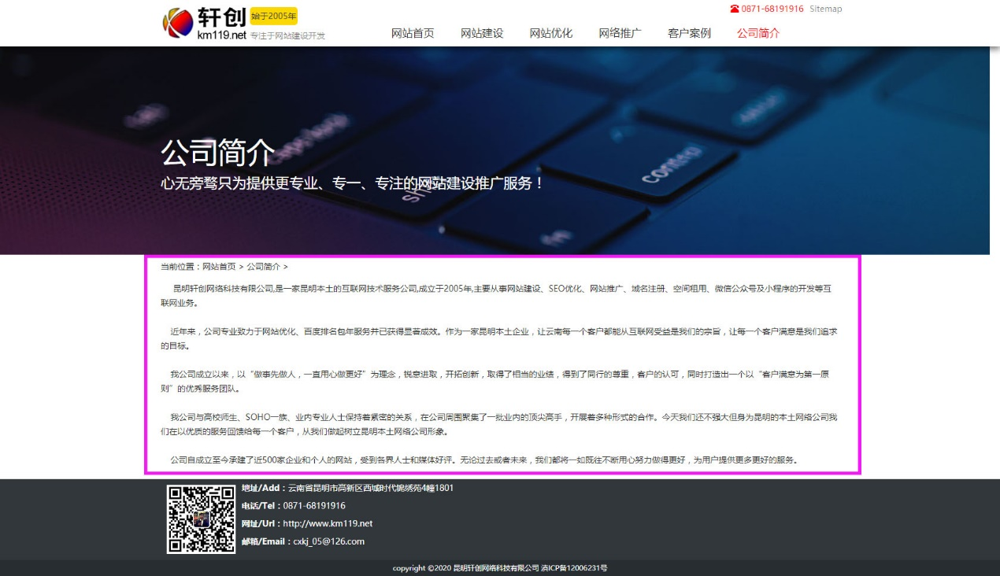 轩创 始于2005年
km119.net 专注于网站建设开发
0871-68191916 Sitemap
网站首页 网站建设 网站优化 网络推广 客户案例 公司简介
公司简介
心无旁骛只为提供更专业、专一、专注的网站建设推广服务！
control
shift
fn
当前位置：网站首页 > 公司简介 >
昆明轩创网络科技有限公司,是一家昆明本土的互联网技术服务公司,成立于2005年,主要从事网站建设、SEO优化、网站推广、域名注册、空间租用、微信公众号及小程序的开发等互
联网业务。
近年来，公司专业致力于网站优化、百度排名包年服务并已获得显著成效。作为一家昆明本土企业，让云南每一个客户都能从互联网受益是我们的宗旨，让每一个客户满意是我们追求
的目标。
我公司成立以来，以“做事先做人，一直用心做更好”为理念，锐意进取，开拓创新，取得了相当的业绩，得到了同行的尊重，客户的认可，同时打造出一个以“客户满意为第一原
则”的优秀服务团队。
我公司与高校师生、SOHO一族、业内专业人士保持着紧密的关系，在公司周围聚集了一批业内的顶尖高手，开展着多种形式的合作。今天我们还不强大但身为昆明的本土网络公司我
们在以优质的服务回馈给每一个客户，从我们做起树立昆明本土网络公司形象。
公司自成立至今承建了近500家企业和个人的网站，受到各界人士和媒体好评。无论过去或者未来，我们都将一如既往不断用心努力做得更好，为用户提供更多更好的服务。
地址/Add：云南省昆明市高新区西城时代锦绣苑4幢1801
电话/Tel：0871-68191916
网址/Url：http://www.km119.net
邮箱/Email：cxkj_05@126.com
copyright ©2020 昆明轩创网络科技有限公司 滇ICP备12006231号